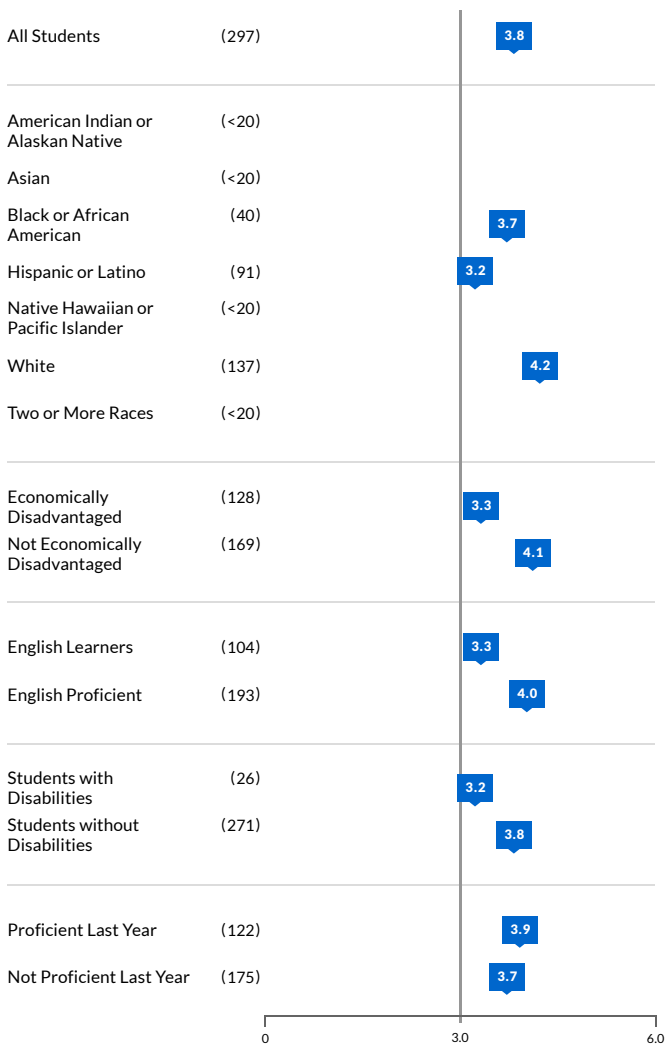 All Students (297) 3.8
American Indian or (<20)
Alaskan Native
Asian (<20)
Black or African (40) 3.7
American
Hispanic or Latino (91) 3.2
Native Hawaiian or (<20)
Pacific Islander
White (137) 4.2
Two or More Races (<20)
Economically (128) 3.3
Disadvantaged
Not Economically (169) 4.1
Disadvantaged
English Learners (104) 3.3
English Proficient (193) 4.0
Students with (26) 3.2
Disabilities
Students without (271) 3.8
Disabilities
Proficient Last Year (122) 3.9
Not Proficient Last Year (175) 3.7
0 3.0 6.0